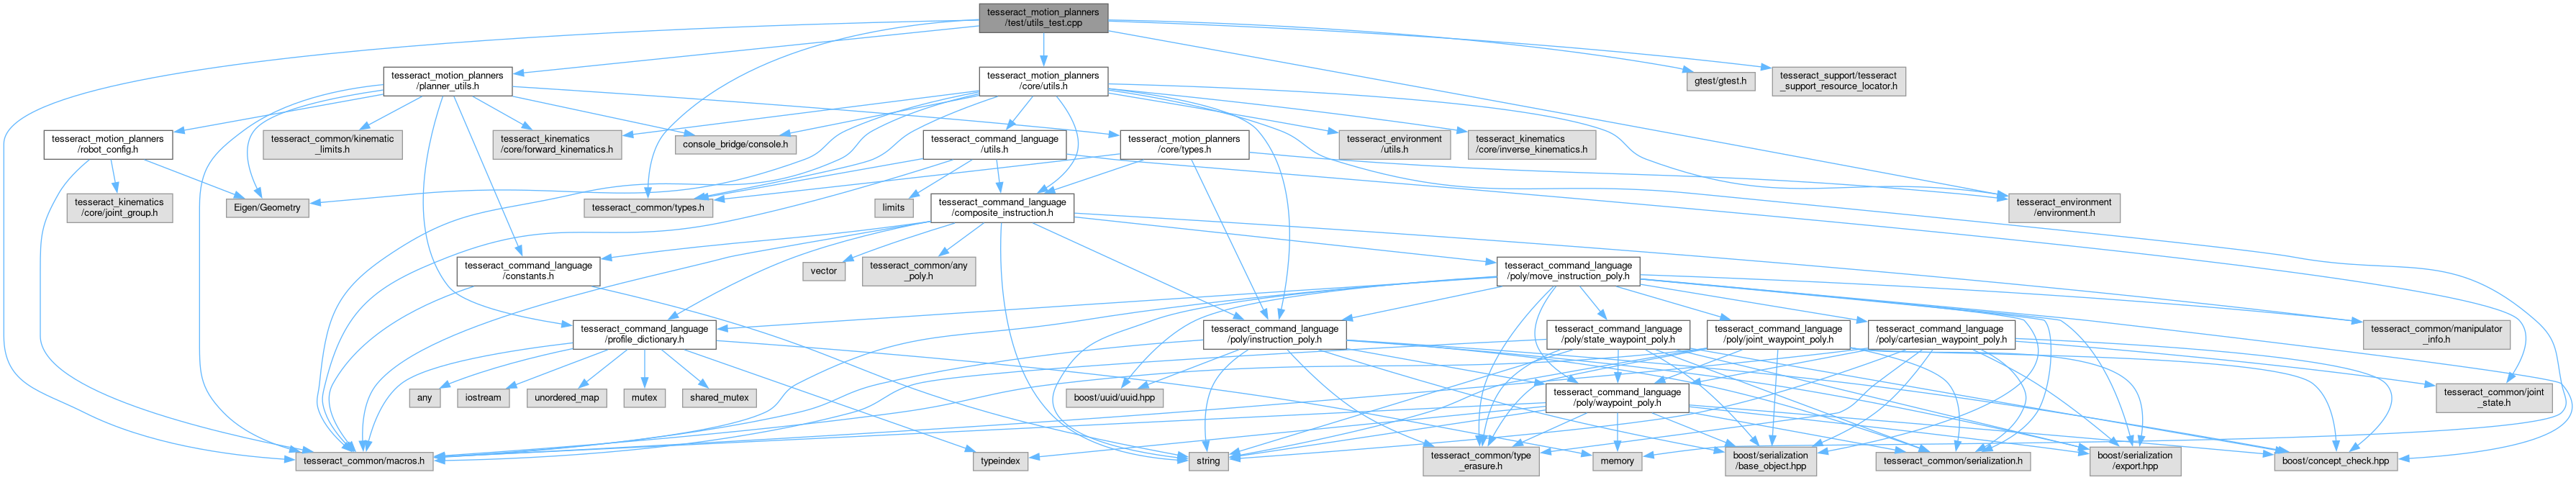 tesseract_motion_planners
/test/utils_test.cpp
tesseract_motion_planners
/planner_utils.h
tesseract_motion_planners
/core/utils.h
gtest/gtest.h
tesseract_support/tesseract
_support_resource_locator.h
tesseract_motion_planners
/robot_config.h
tesseract_common/kinematic
_limits.h
tesseract_kinematics
/core/forward_kinematics.h
console_bridge/console.h
tesseract_command_language
/utils.h
tesseract_motion_planners
/core/types.h
tesseract_environment
/utils.h
tesseract_kinematics
/core/inverse_kinematics.h
tesseract_kinematics
/core/joint_group.h
Eigen/Geometry
tesseract_common/types.h
limits
tesseract_command_language
/composite_instruction.h
tesseract_environment
/environment.h
tesseract_command_language
/constants.h
vector
tesseract_common/any
_poly.h
tesseract_command_language
/poly/move_instruction_poly.h
tesseract_command_language
/profile_dictionary.h
tesseract_command_language
/poly/instruction_poly.h
tesseract_command_language
/poly/state_waypoint_poly.h
tesseract_command_language
/poly/joint_waypoint_poly.h
tesseract_command_language
/poly/cartesian_waypoint_poly.h
tesseract_common/manipulator
_info.h
any
iostream
unordered_map
mutex
shared_mutex
boost/uuid/uuid.hpp
tesseract_command_language
/poly/waypoint_poly.h
tesseract_common/joint
_state.h
tesseract_common/macros.h
typeindex
string
tesseract_common/type
_erasure.h
memory
boost/serialization
/base_object.hpp
tesseract_common/serialization.h
boost/serialization
/export.hpp
boost/concept_check.hpp